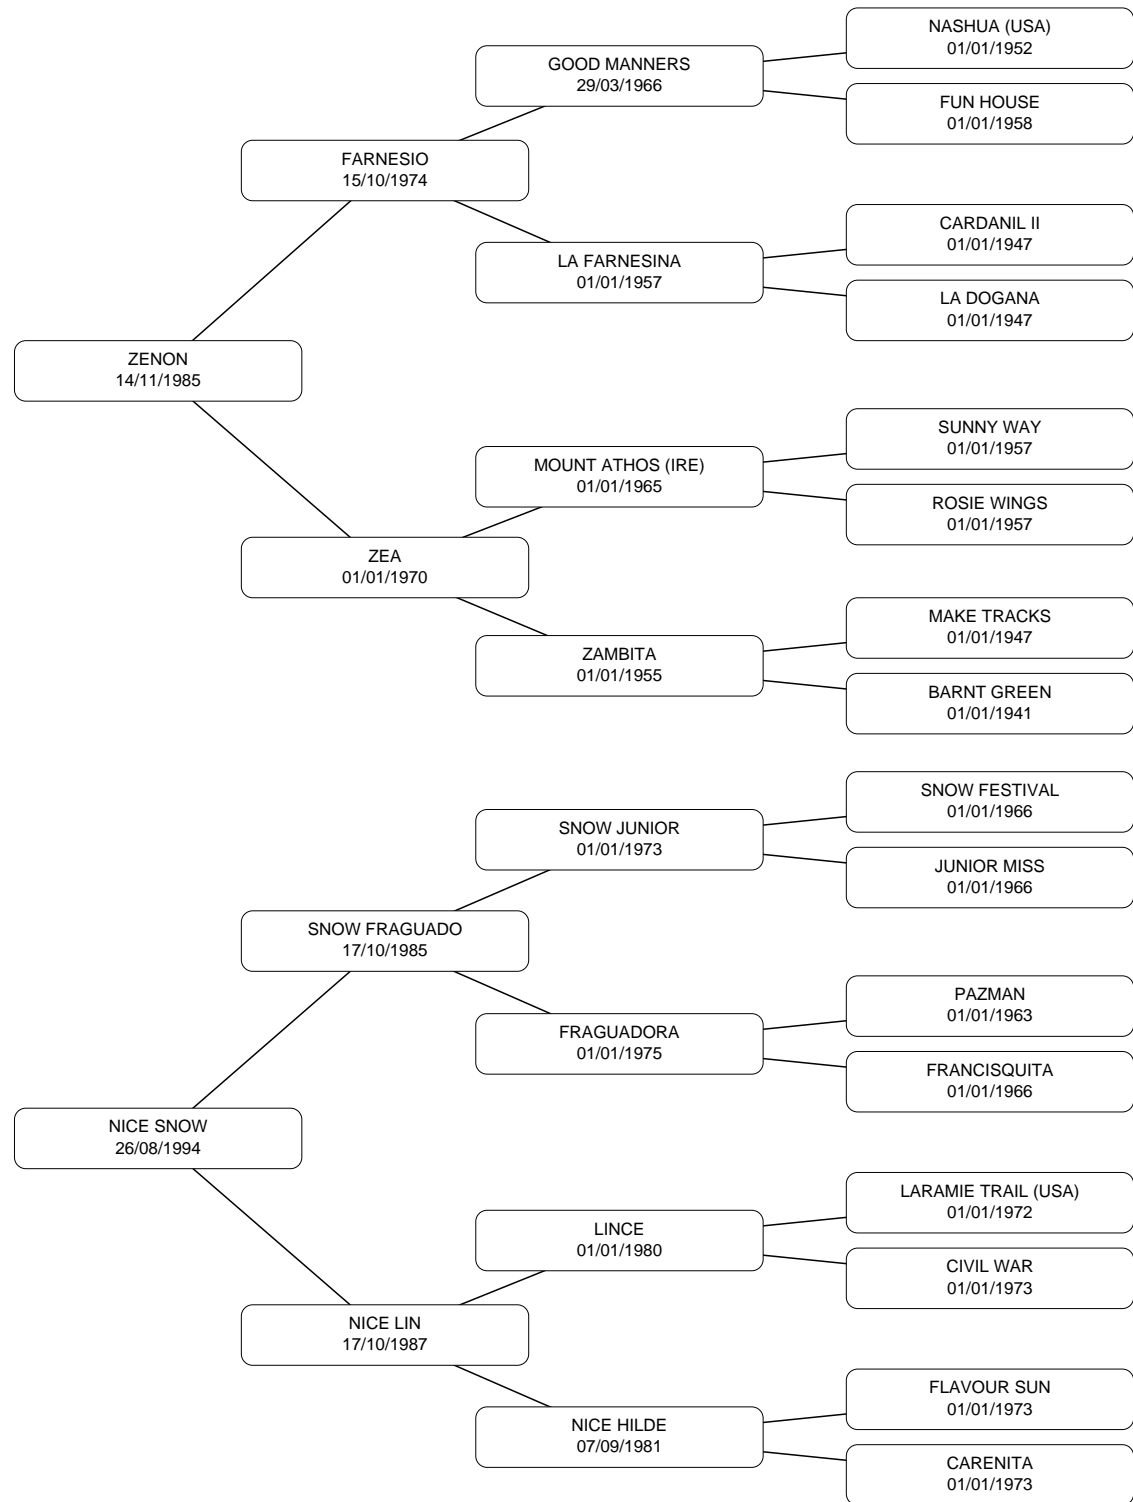 NASHUA (USA)
01/01/1952
GOOD MANNERS
29/03/1966
FUN HOUSE
01/01/1958
FARNESIO
15/10/1974
CARDANIL II
01/01/1947
LA FARNESINA
01/01/1957
LA DOGANA
01/01/1947
ZENON
14/11/1985
SUNNY WAY
01/01/1957
MOUNT ATHOS (IRE)
01/01/1965
ROSIE WINGS
01/01/1957
ZEA
01/01/1970
MAKE TRACKS
01/01/1947
ZAMBITA
01/01/1955
BARNT GREEN
01/01/1941
SNOW FESTIVAL
01/01/1966
SNOW JUNIOR
01/01/1973
JUNIOR MISS
01/01/1966
SNOW FRAGUADO
17/10/1985
PAZMAN
01/01/1963
FRAGUADORA
01/01/1975
FRANCISQUITA
01/01/1966
NICE SNOW
26/08/1994
LARAMIE TRAIL (USA)
01/01/1972
LINCE
01/01/1980
CIVIL WAR
01/01/1973
NICE LIN
17/10/1987
FLAVOUR SUN
01/01/1973
NICE HILDE
07/09/1981
CARENITA
01/01/1973